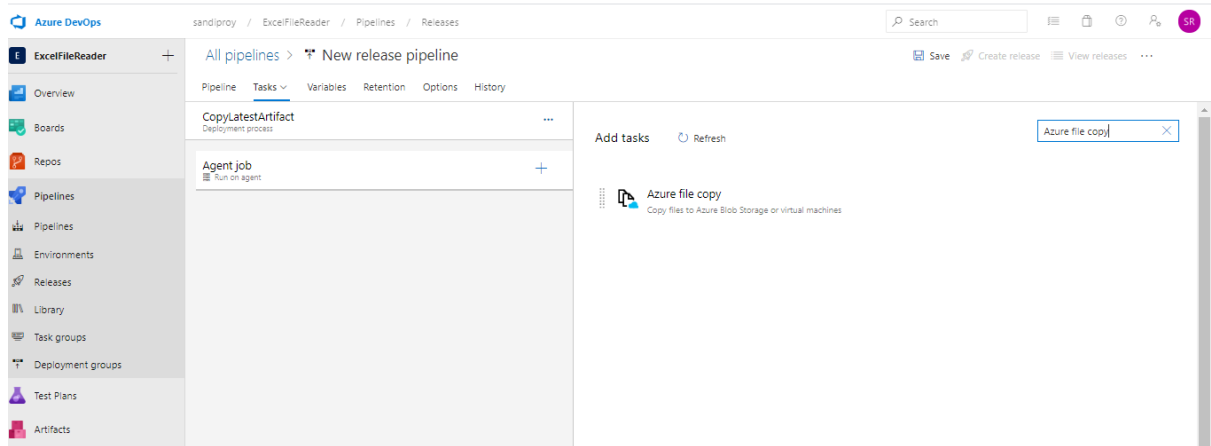 Azure DevOps
sandiproy / ExcelFileReader / Pipelines / Releases
Search
SR
E ExcelFileReader
All pipelines > New release pipeline
Save Create release View releases ...
Overview
Pipeline Tasks Variables Retention Options History
Boards
CopyLatestArtifact
Deployment process
...
Add tasks Refresh
Azure file copy
Repos
Agent job
Run on agent
Pipelines
Azure file copy
Copy files to Azure Blob Storage or virtual machines
Pipelines
Environments
Releases
Library
Task groups
Deployment groups
Test Plans
Artifacts